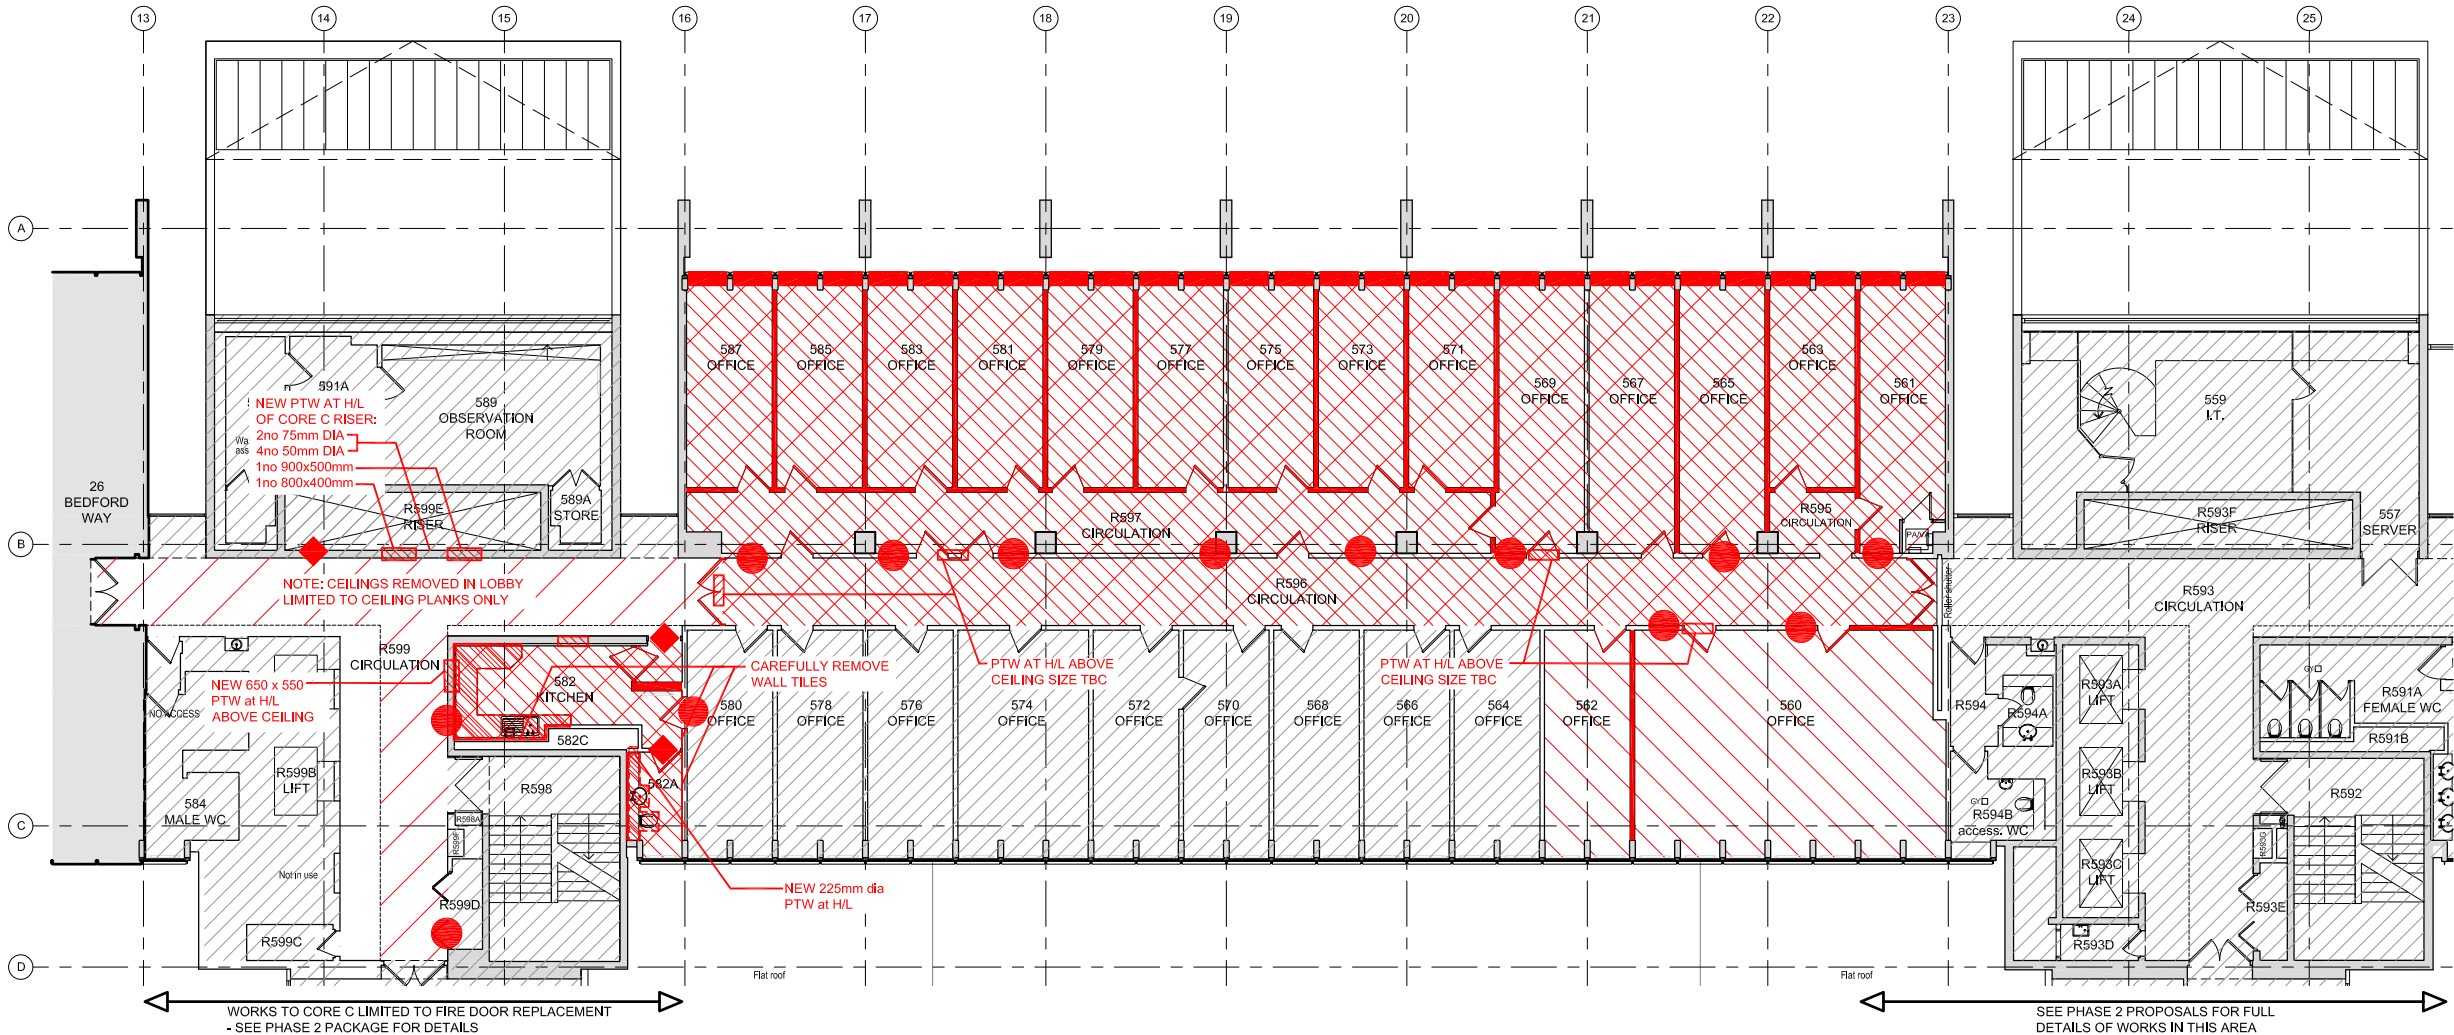 13 14 15 16 17 18 19 20 21 22 23 24 25
A
B
C
D
26
BEDFORD
WAY
591A
589
OBSERVATION
ROOM
NEW PTW AT H/L
OF CORE C RISER:
2no 75mm DIA
4no 50mm DIA
1no 900x500mm
1no 800x400mm
R599E
RISER
589A
STORE
587
OFFICE
585
OFFICE
583
OFFICE
581
OFFICE
579
OFFICE
577
OFFICE
575
OFFICE
573
OFFICE
571
OFFICE
569
OFFICE
567
OFFICE
565
OFFICE
563
OFFICE
561
OFFICE
559
I.T.
R597
CIRCULATION
R595
CIRCULATION
R593F
RISER
557
SERVER
NOTE: CEILINGS REMOVED IN LOBBY
LIMITED TO CEILING PLANKS ONLY
R596
CIRCULATION
Roller shutter
R593
CIRCULATION
R599
CIRCULATION
NEW 650 x 550
PTW at H/L
ABOVE CEILING
NO ACCESS
582
KITCHEN
582C
CAREFULLY REMOVE
WALL TILES
PTW AT H/L ABOVE
CEILING SIZE TBC
PTW AT H/L ABOVE
CEILING SIZE TBC
580
OFFICE
578
OFFICE
576
OFFICE
574
OFFICE
572
OFFICE
570
OFFICE
568
OFFICE
566
OFFICE
564
OFFICE
562
OFFICE
560
OFFICE
R594
R594A
R593A
LIFT
R591A
FEMALE WC
R591B
R599B
LIFT
584
MALE WC
R598
R598A
R599F
582A
R593B
LIFT
R594B
access. WC
R592
R593G
R593C
LIFT
Not in use
R599D
R599C
NEW 225mm dia
PTW at H/L
R593E
R593D
Flat roof
Flat roof
WORKS TO CORE C LIMITED TO FIRE DOOR REPLACEMENT
- SEE PHASE 2 PACKAGE FOR DETAILS
SEE PHASE 2 PROPOSALS FOR FULL
DETAILS OF WORKS IN THIS AREA